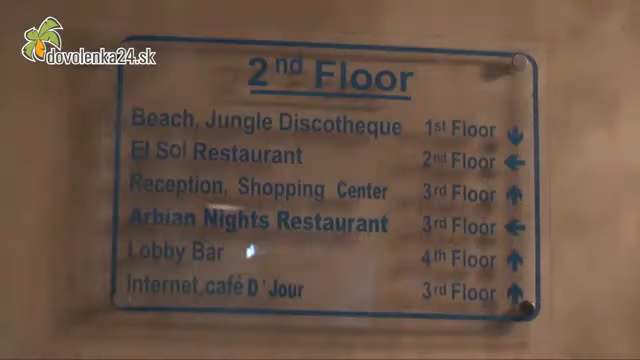 dovolenka24.sk
2nd Floor
Beach, Jungle Discotheque 1st Floor ↓
El Sol Restaurant 2nd Floor ←
Reception, Shopping Center 3rd Floor ↑
Arbian Nights Restaurant 3rd Floor ←
Lobby Bar 4th Floor ↑
Internet,café D'Jour 3rd Floor ↑